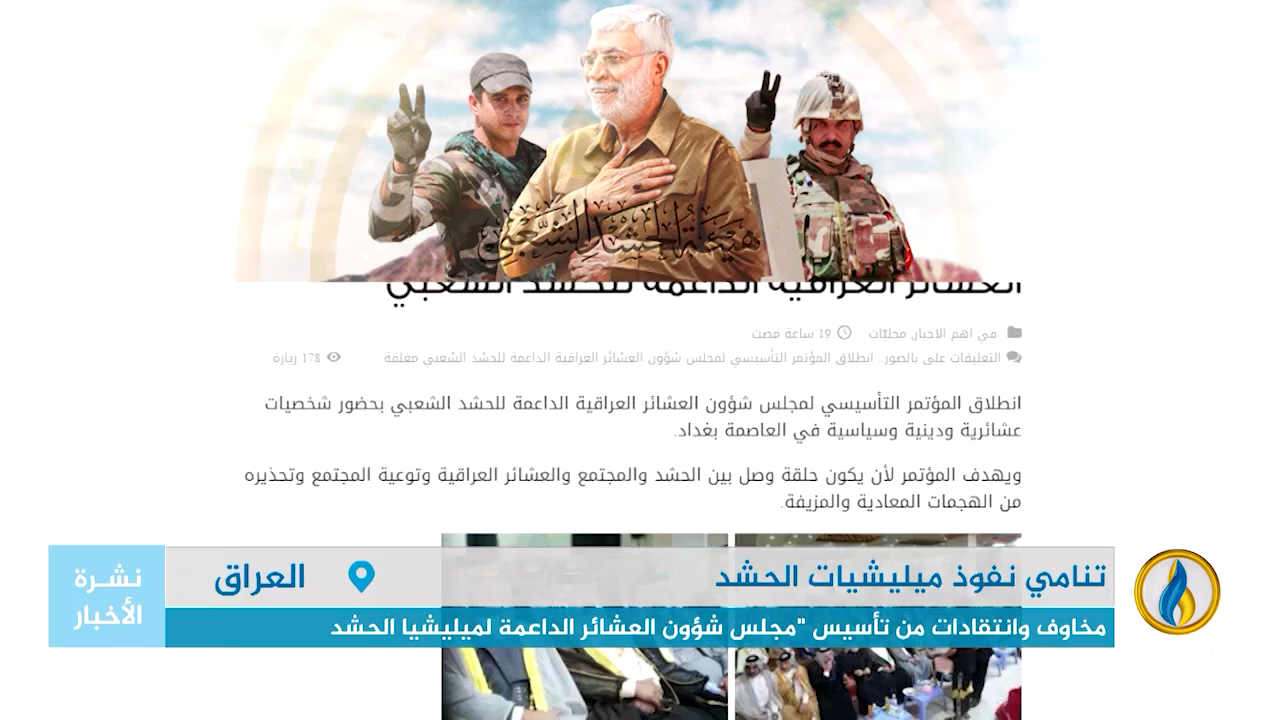 هيئة الحشد الشعبي
العشائر العراقية الداعمة للحشد الشعبي
في اهم الاخبار, محليّات
19 ساعة مضت
التعليقات على بالصور.. انطلاق المؤتمر التأسيسي لمجلس شؤون العشائر العراقية الداعمة للحشد الشعبي مغلقة
178 زيارة
انطلاق المؤتمر التأسيسي لمجلس شؤون العشائر العراقية الداعمة للحشد الشعبي بحضور شخصيات
عشائرية ودينية وسياسية في العاصمة بغداد.
ويهدف المؤتمر لأن يكون حلقة وصل بين الحشد والمجتمع والعشائر العراقية وتوعية المجتمع وتحذيره
من الهجمات المعادية والمزيفة.
تنامي نفوذ ميليشيات الحشد
العراق
مخاوف وانتقادات من تأسيس "مجلس شؤون العشائر الداعمة لميليشيا الحشد
نشرة
الأخبار